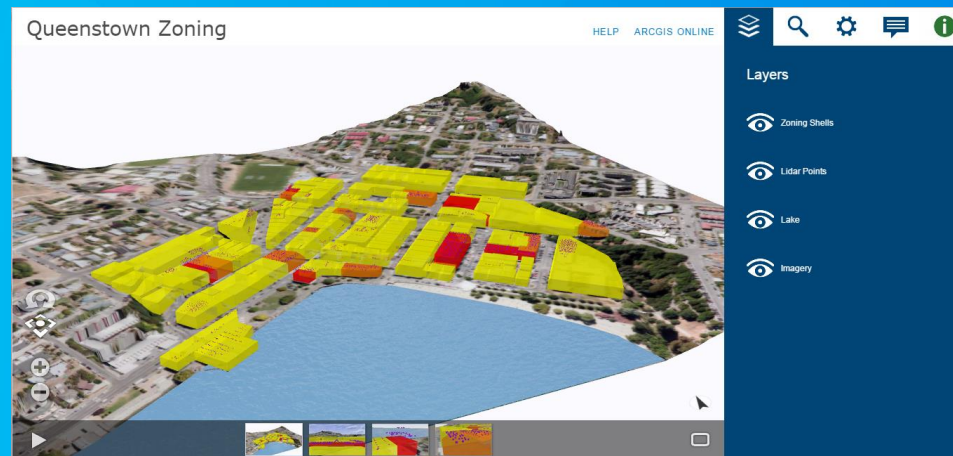 Queenstown Zoning
HELP ARCGIS ONLINE
Layers
Zoning Shells
Lidar Points
Lake
Imagery